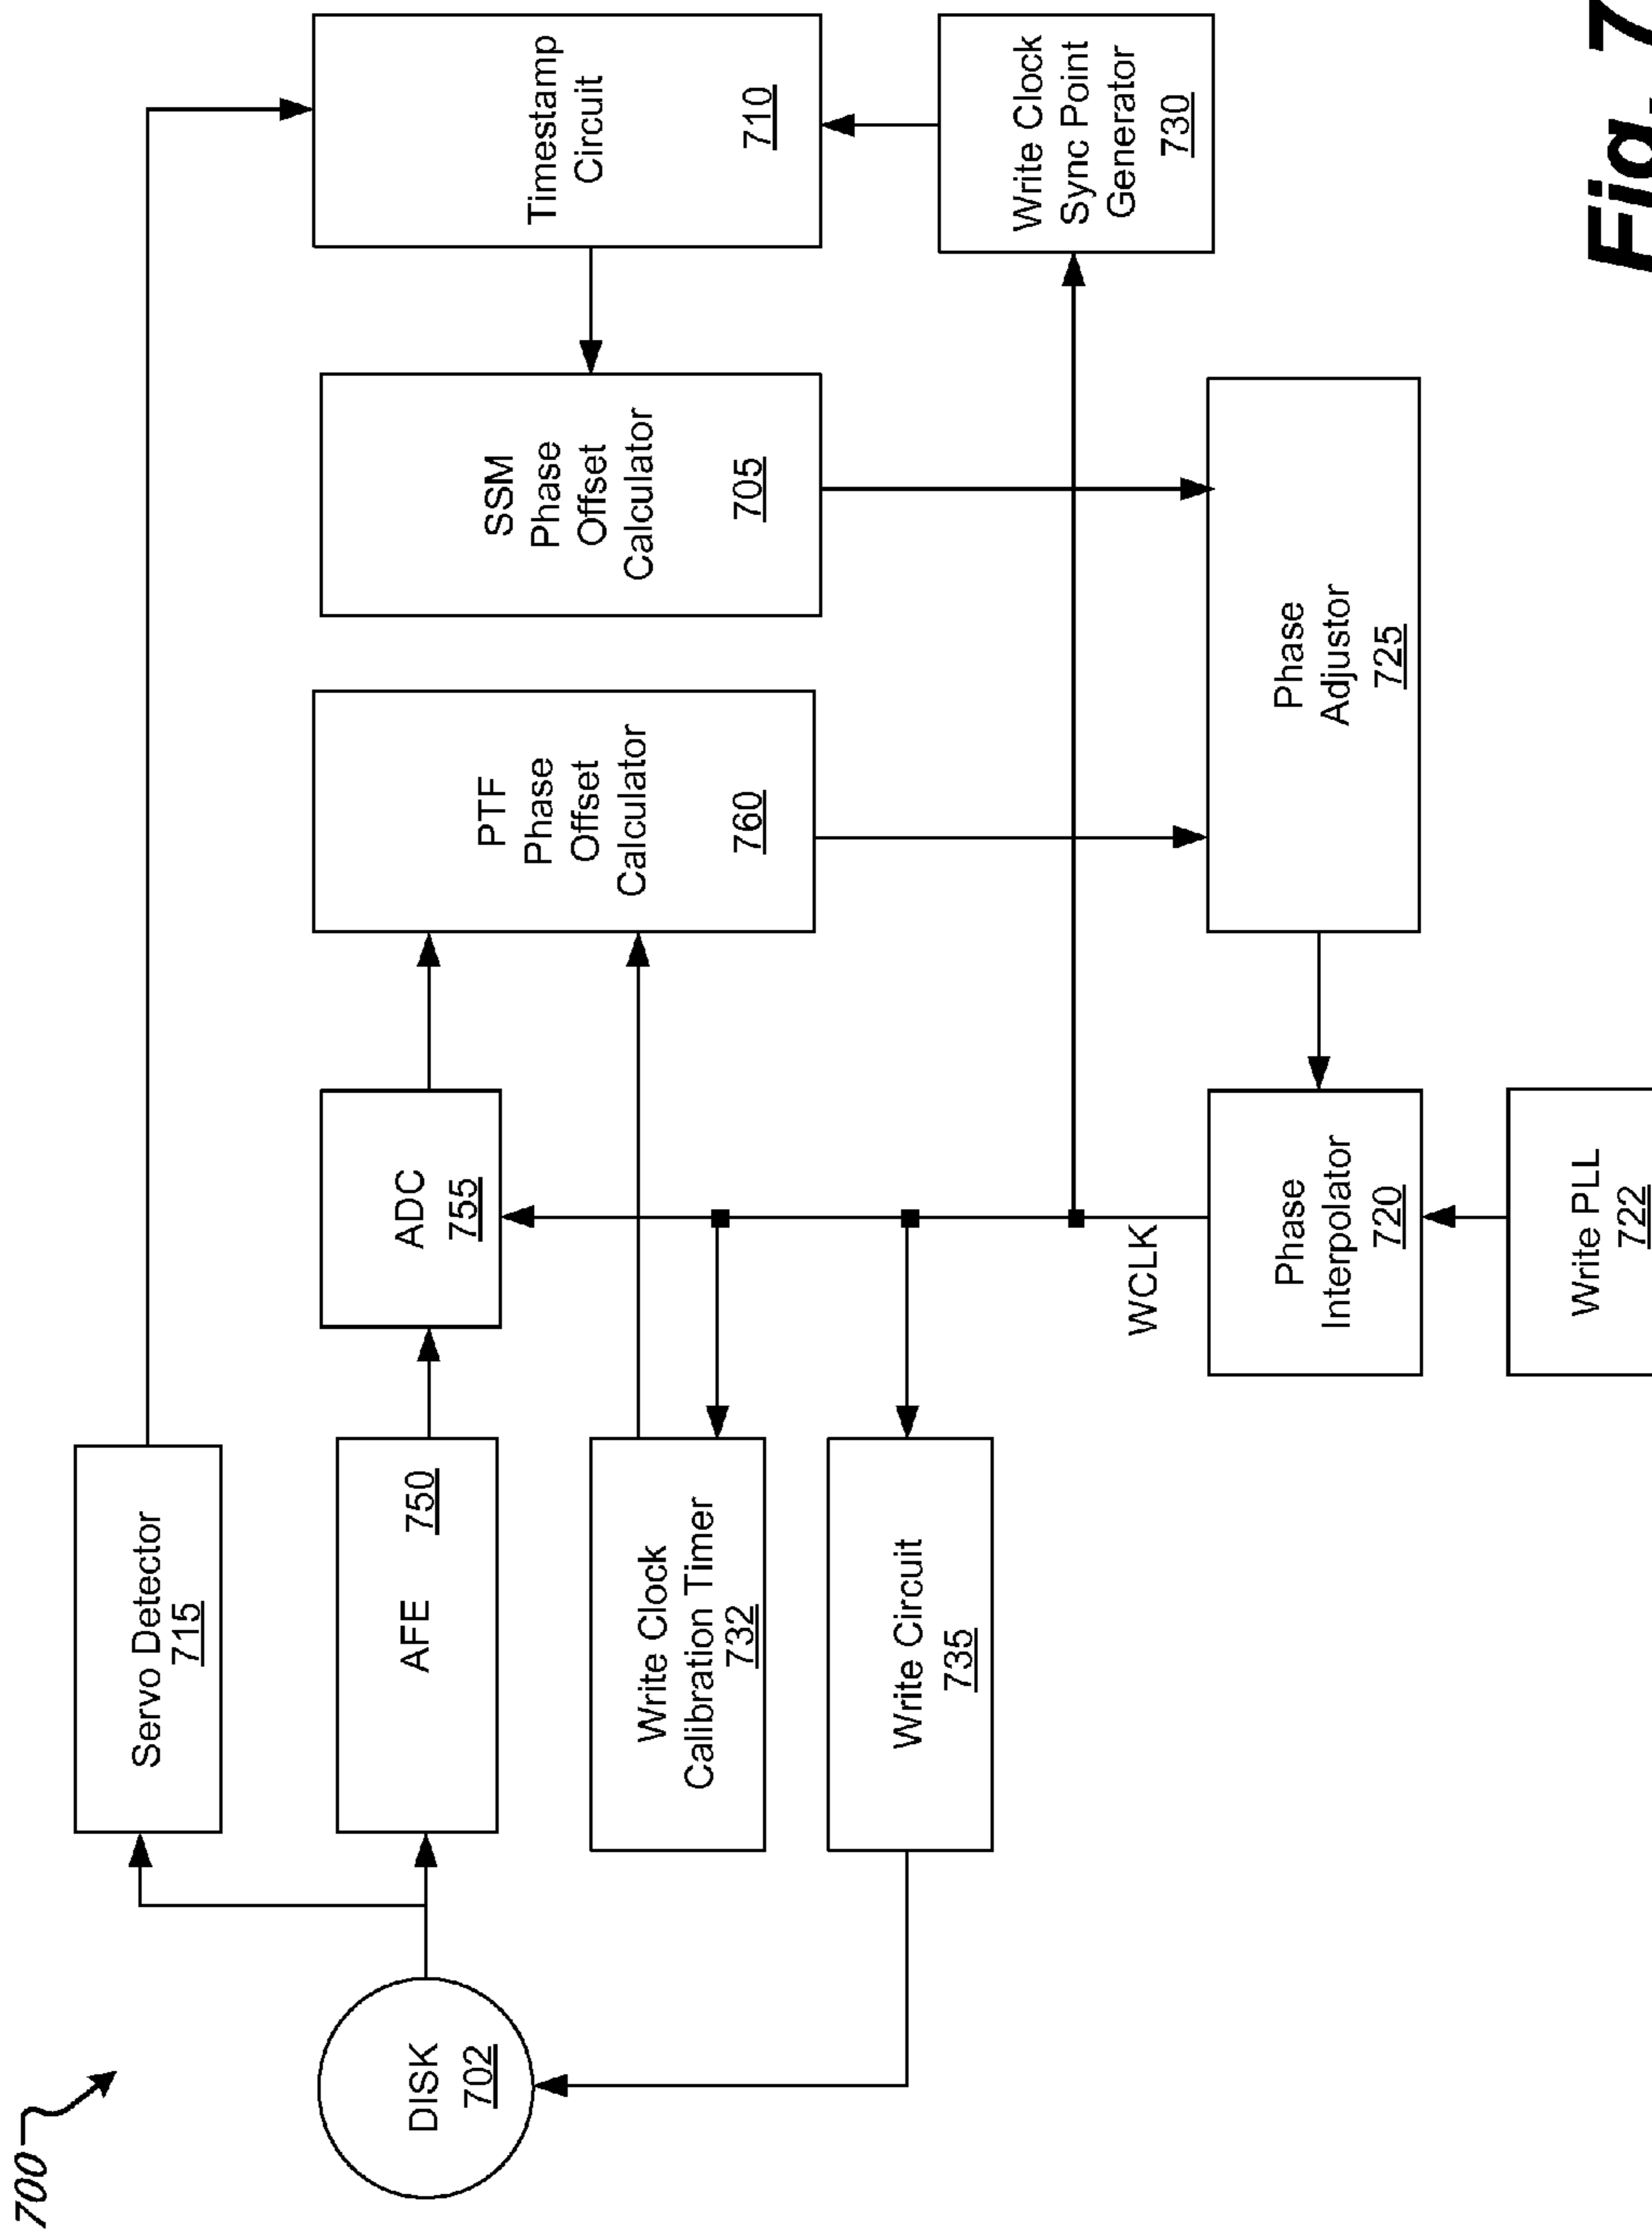 700
DISK
702
Servo Detector
715
AFE
750
Write Clock
Calibration Timer
732
Write Circuit
735
ADC
755
WCLK
Phase
Interpolator
720
Write PLL
722
PTF
Phase
Offset
Calculator
760
SSM
Phase
Offset
Calculator
705
Phase
Adjustor
725
Timestamp
Circuit
710
Write Clock
Sync Point
Generator
730
Fig. 7